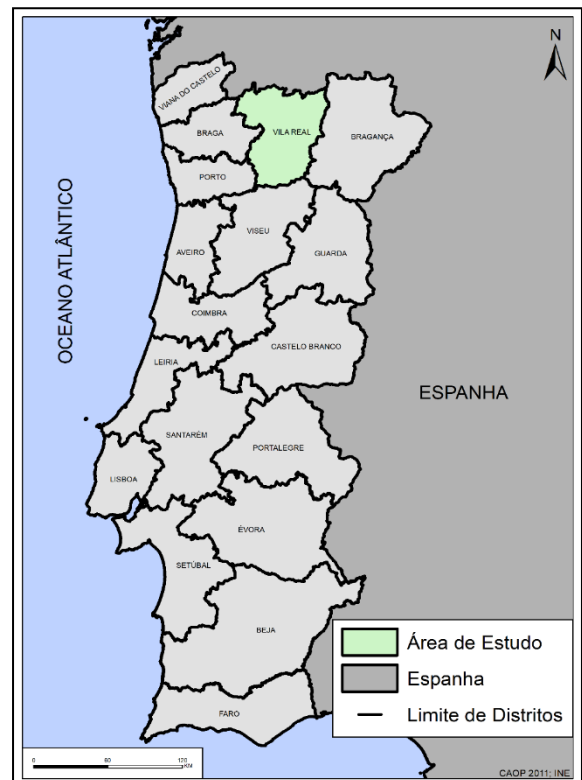 N
VIANA DO CASTELO
BRAGA
VILA REAL
BRAGANÇA
PORTO
OCEANO ATLÂNTICO
AVEIRO
VISEU
GUARDA
COIMBRA
CASTELO BRANCO
LEIRIA
ESPANHA
SANTARÉM
PORTALEGRE
LISBOA
ÉVORA
SETÚBAL
BEJA
FARO
Área de Estudo
Espanha
Limite de Distritos
0 60 120
KM
CAOP 2011; INE